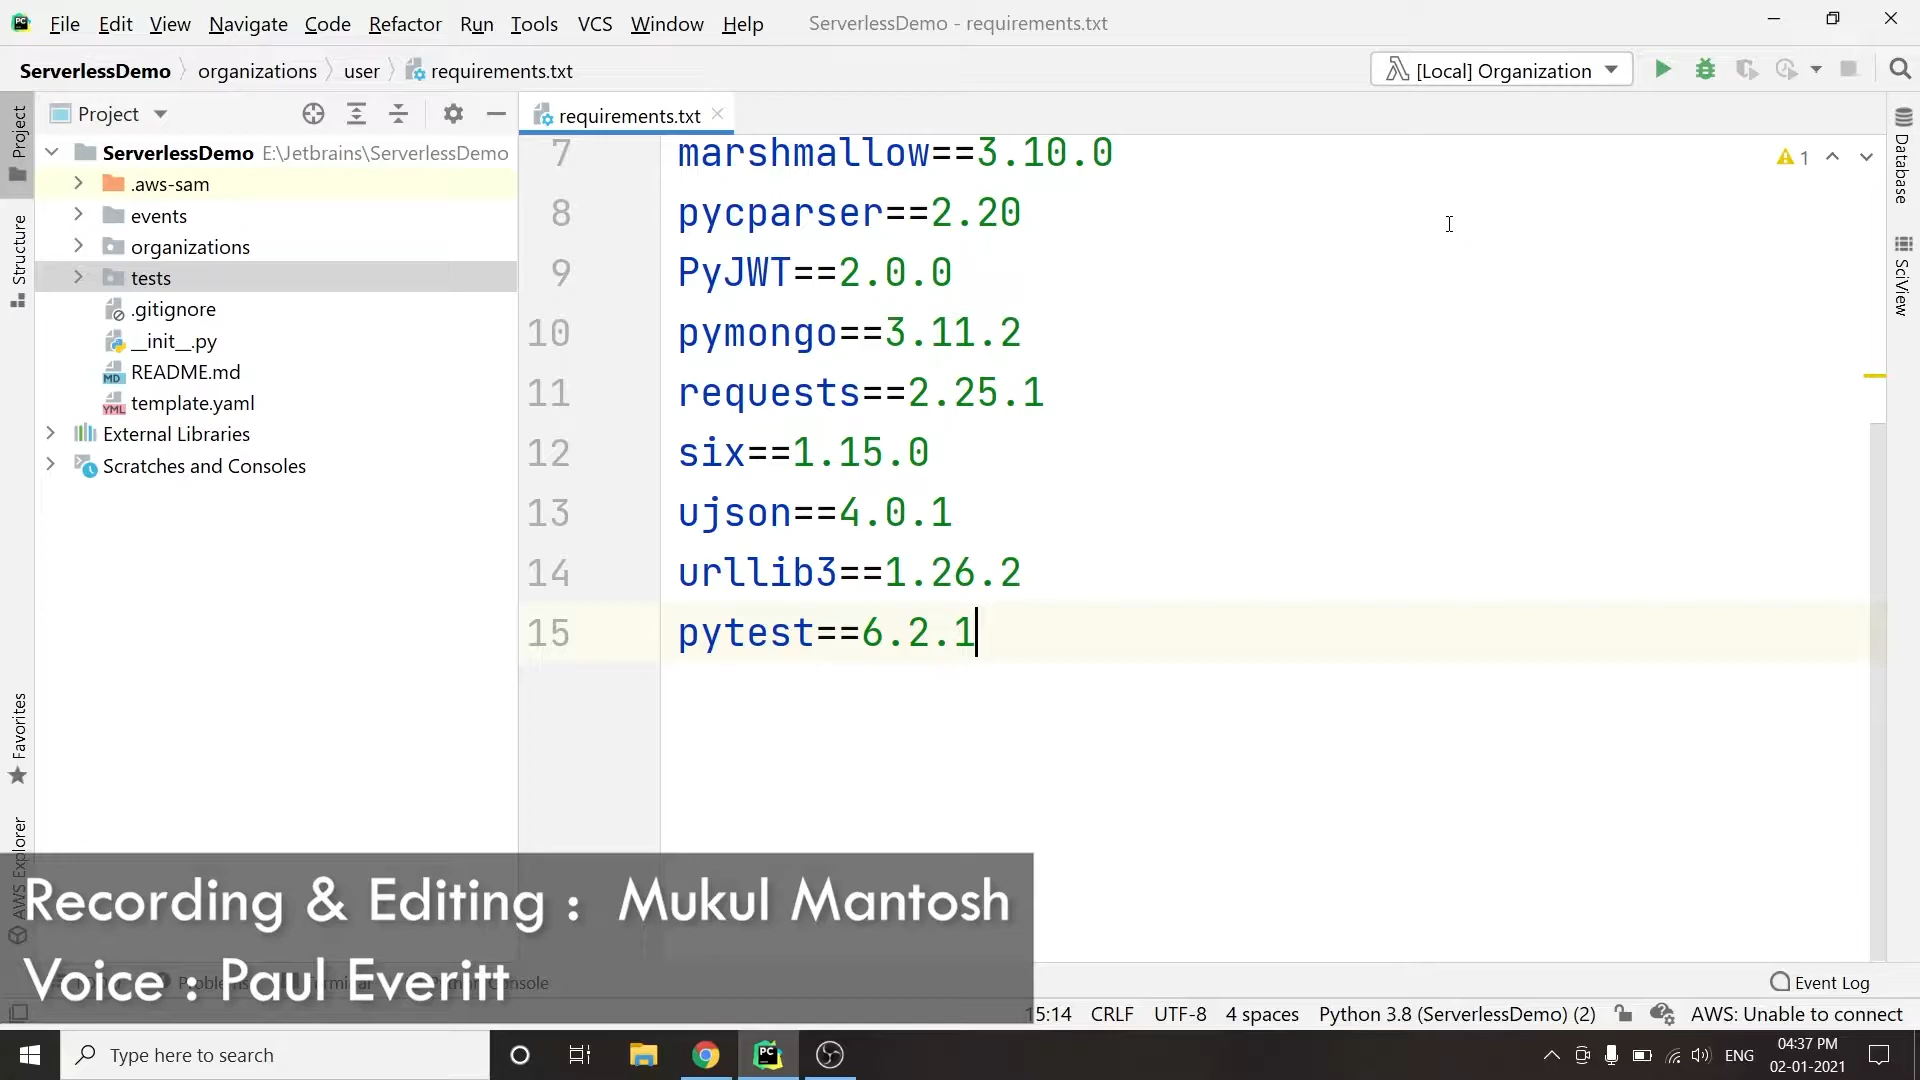 File Edit View Navigate Code Refactor Run Tools VCS Window Help ServerlessDemo - requirements.txt
ServerlessDemo organizations user requirements.txt [Local] Organization
Project
requirements.txt
ServerlessDemo E:\Jetbrains\ServerlessDemo
.aws-sam
events
organizations
tests
.gitignore
__init__.py
README.md
template.yaml
External Libraries
Scratches and Consoles
Project
Structure
Favorites
AWS Explorer
7 marshmallow==3.10.0
8 pycparser==2.20
9 PyJWT==2.0.0
10 pymongo==3.11.2
11 requests==2.25.1
12 six==1.15.0
13 ujson==4.0.1
14 urllib3==1.26.2
15 pytest==6.2.1
1
Database
SciView
Recording & Editing : Mukul Mantosh
Voice : Paul Everitt
Event Log
15:14 CRLF UTF-8 4 spaces Python 3.8 (ServerlessDemo) (2) AWS: Unable to connect
Type here to search
PC
ENG
04:37 PM
02-01-2021